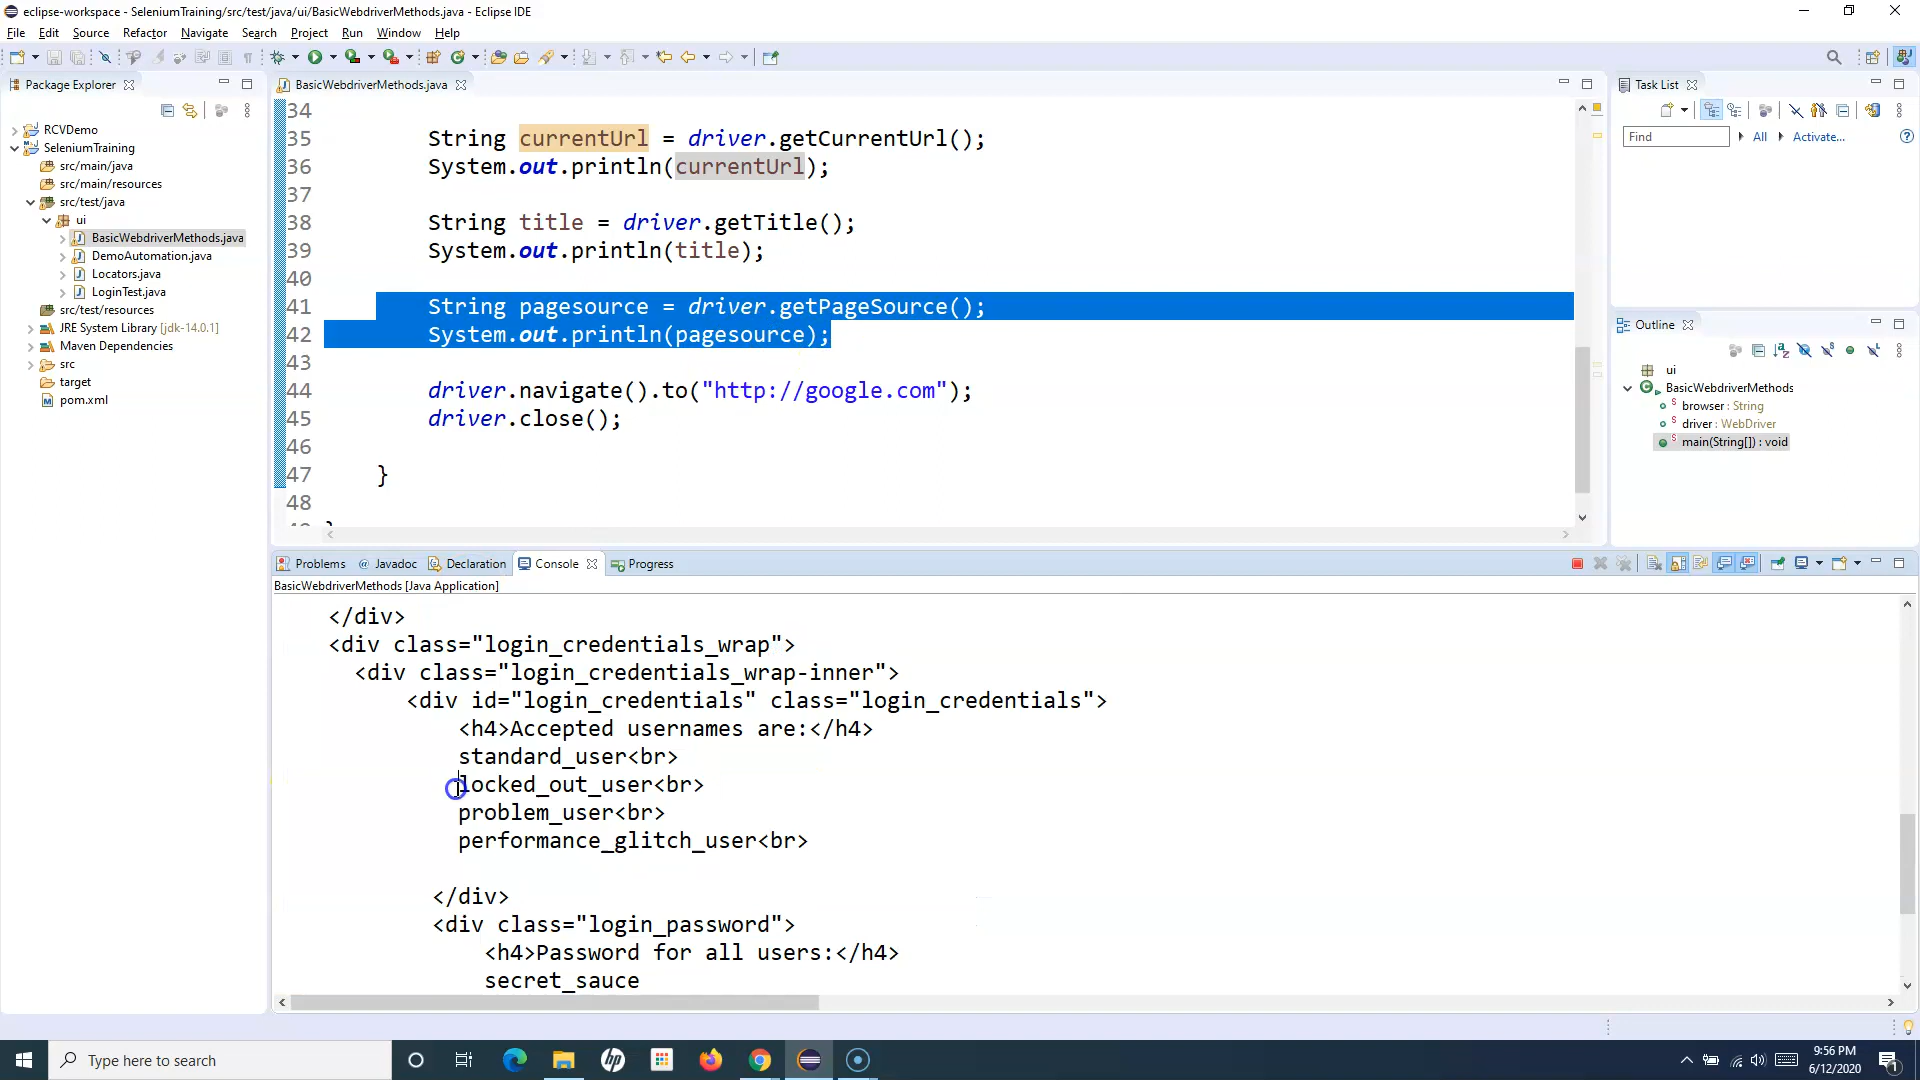 eclipse-workspace - SeleniumTraining/src/test/java/ui/BasicWebdriverMethods.java - Eclipse IDE
File Edit Source Refactor Navigate Search Project Run Window Help
Package Explorer
RCVDemo
SeleniumTraining
src/main/java
src/main/resources
src/test/java
ui
BasicWebdriverMethods.java
DemoAutomation.java
Locators.java
LoginTest.java
src/test/resources
JRE System Library [jdk-14.0.1]
Maven Dependencies
src
target
pom.xml
BasicWebdriverMethods.java
34
35 String currentUrl = driver.getCurrentUrl();
36 System.out.println(currentUrl);
37
38 String title = driver.getTitle();
39 System.out.println(title);
40
41 String pagesource = driver.getPageSource();
42 System.out.println(pagesource);
43
44 driver.navigate().to("http://google.com");
45 driver.close();
46
47 }
48
Task List
Find All Activate...
Outline
ui
BasicWebdriverMethods
browser : String
driver : WebDriver
main(String[]) : void
Problems @ Javadoc Declaration Console Progress
BasicWebdriverMethods [Java Application]
</div>
<div class="login_credentials_wrap">
<div class="login_credentials_wrap-inner">
<div id="login_credentials" class="login_credentials">
<h4>Accepted usernames are:</h4>
standard_user<br>
locked_out_user<br>
problem_user<br>
performance_glitch_user<br>
</div>
<div class="login_password">
<h4>Password for all users:</h4>
secret_sauce
Type here to search
9:56 PM
6/12/2020